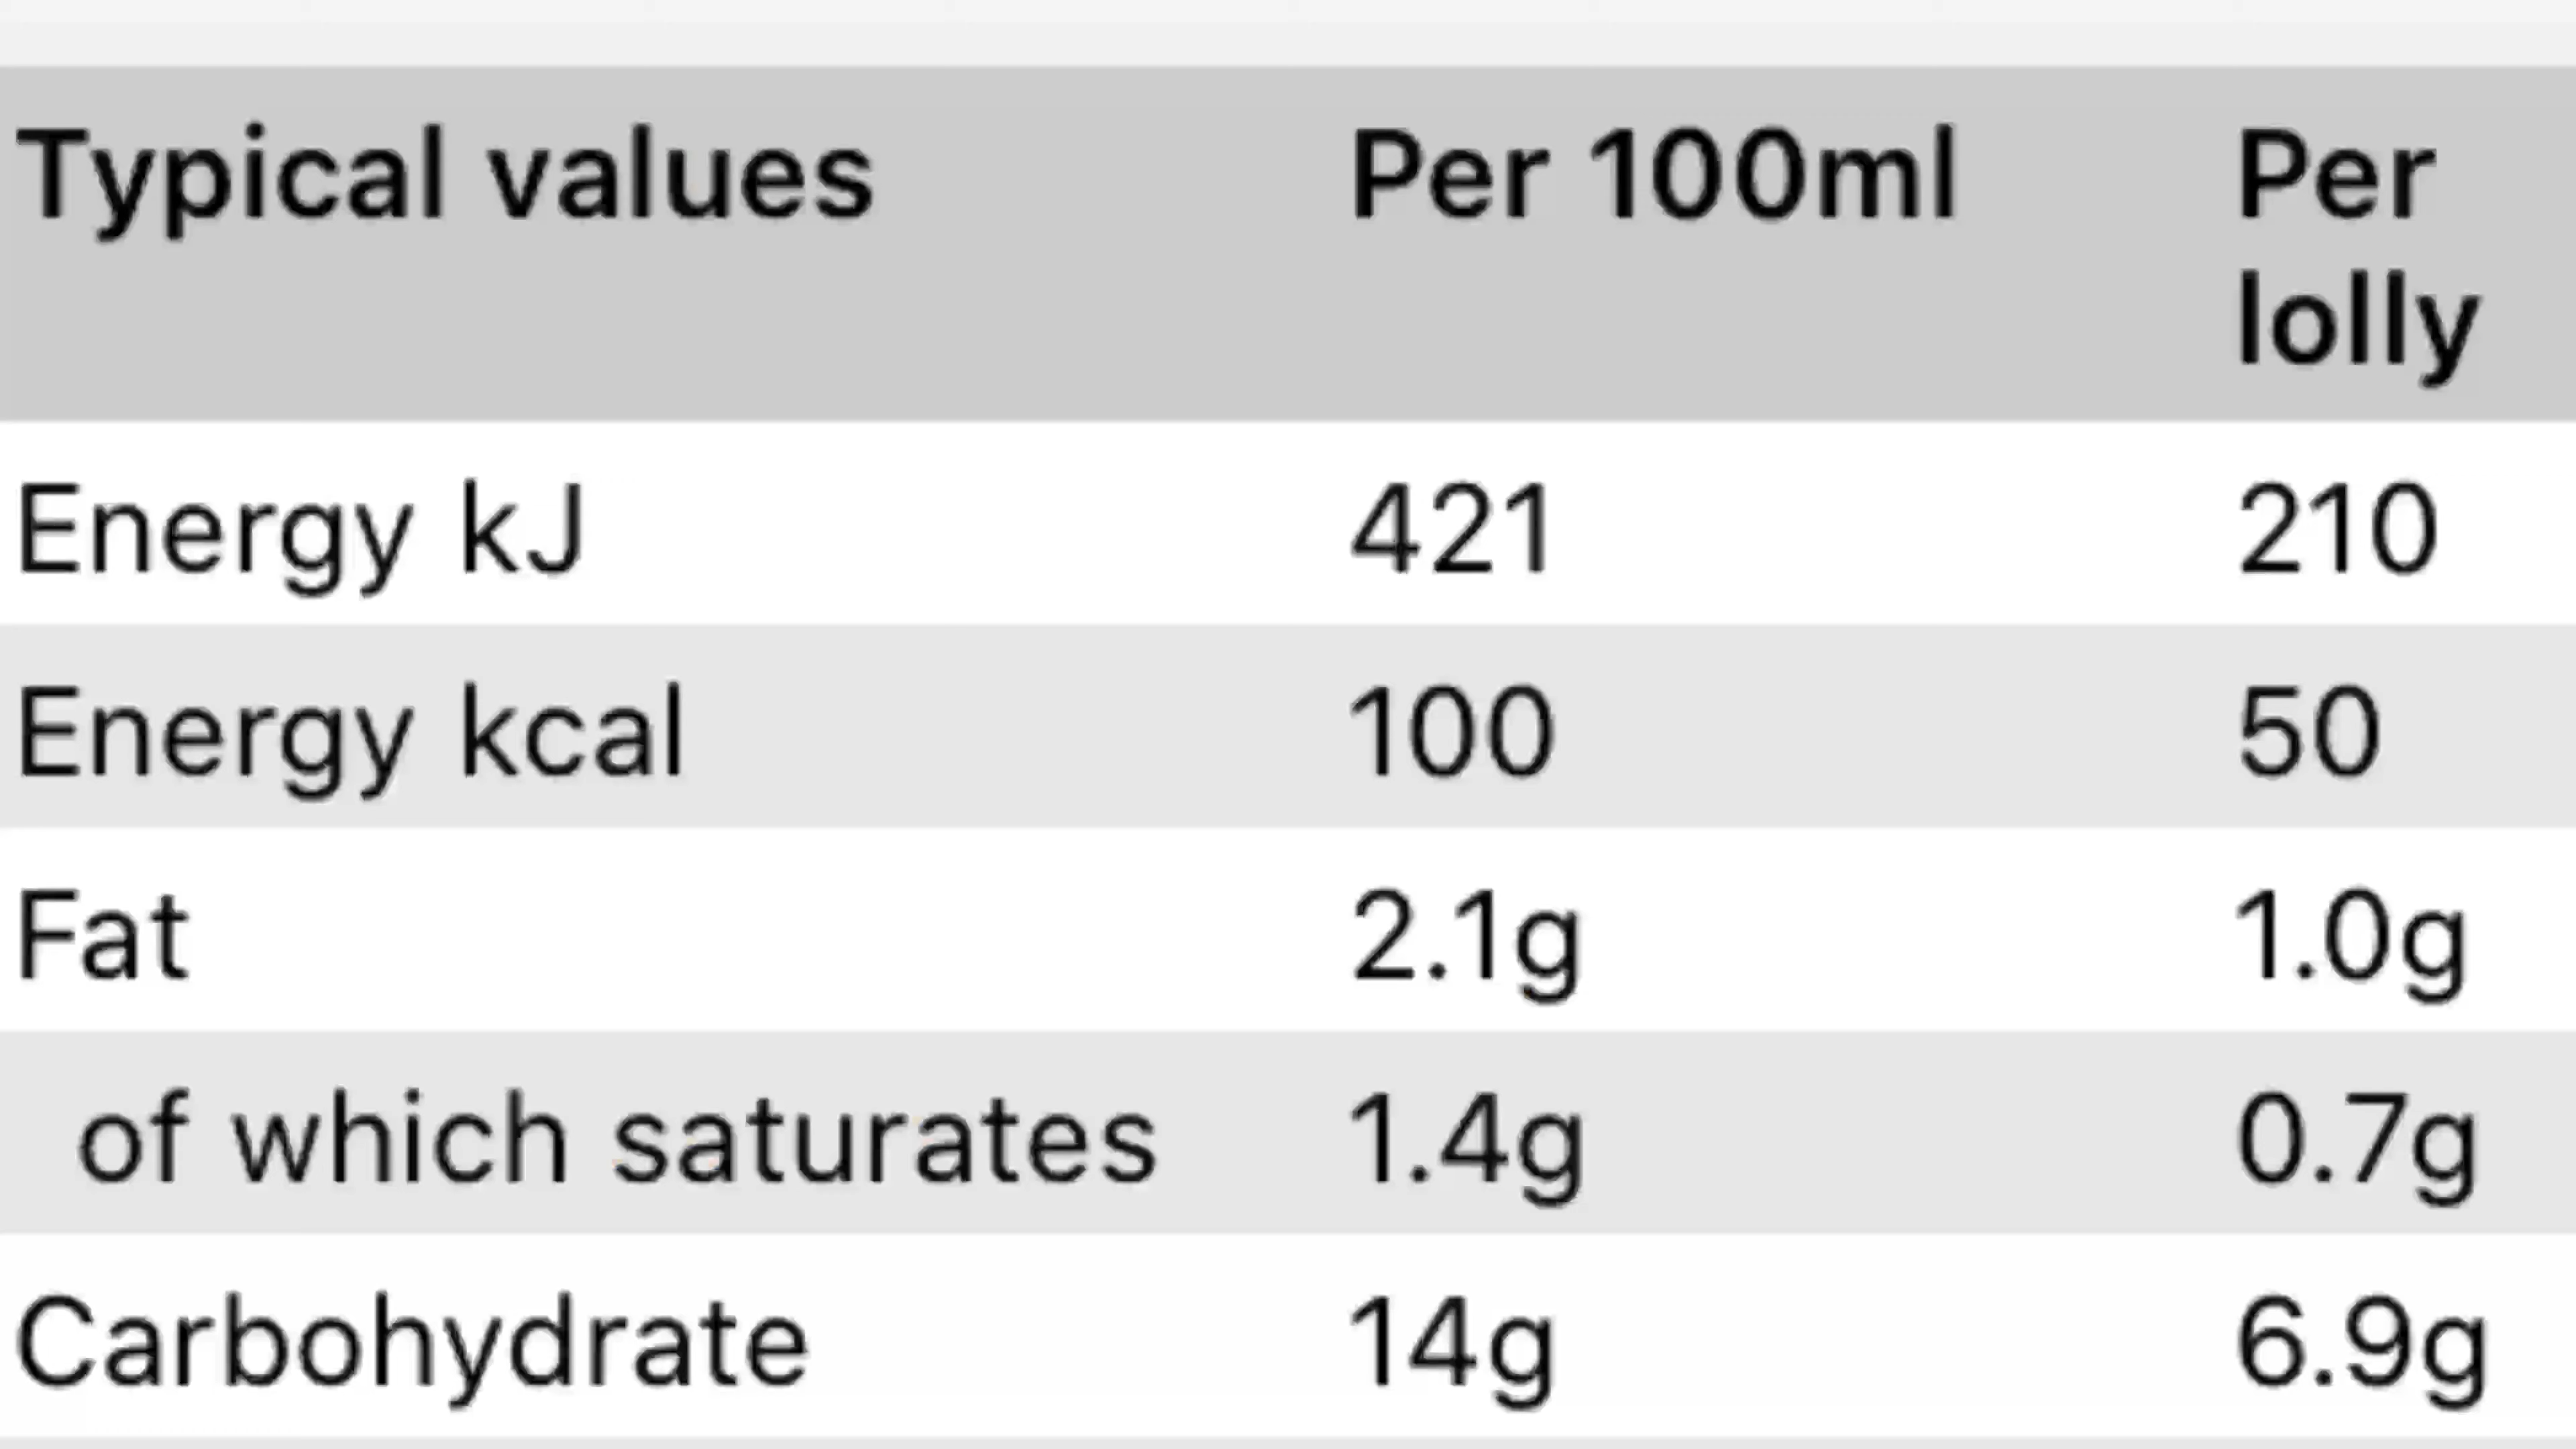 Typical values Per 100ml Per lolly
Energy kJ 421 210
Energy kcal 100 50
Fat 2.1g 1.0g
of which saturates 1.4g 0.7g
Carbohydrate 14g 6.9g